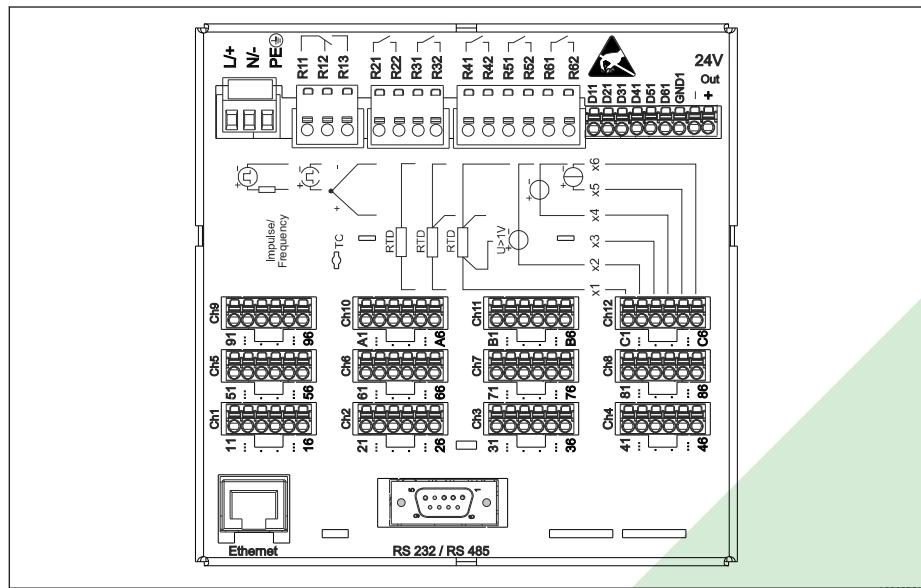 L/+ N/- PE
R11 R12 R13
R21 R22 R31 R32
R41 R42 R51 R52 R61 R62
D11 D21 D31 D41 D51 D61 GND1 - +
24V
Out
Impulse/
Frequency
- +
TC
RTD
RTD
RTD
U>1V
x6
x5
x4
x3
x2
x1
Ch9 91 ... 96
Ch10 A1 ... A6
Ch11 B1 ... B6
Ch12 C1 ... C6
Ch5 51 ... 56
Ch6 61 ... 66
Ch7 71 ... 76
Ch8 81 ... 86
Ch1 11 ... 16
Ch2 21 ... 26
Ch3 31 ... 36
Ch4 41 ... 46
5 1
9 6
Ethernet
RS 232 / RS 485